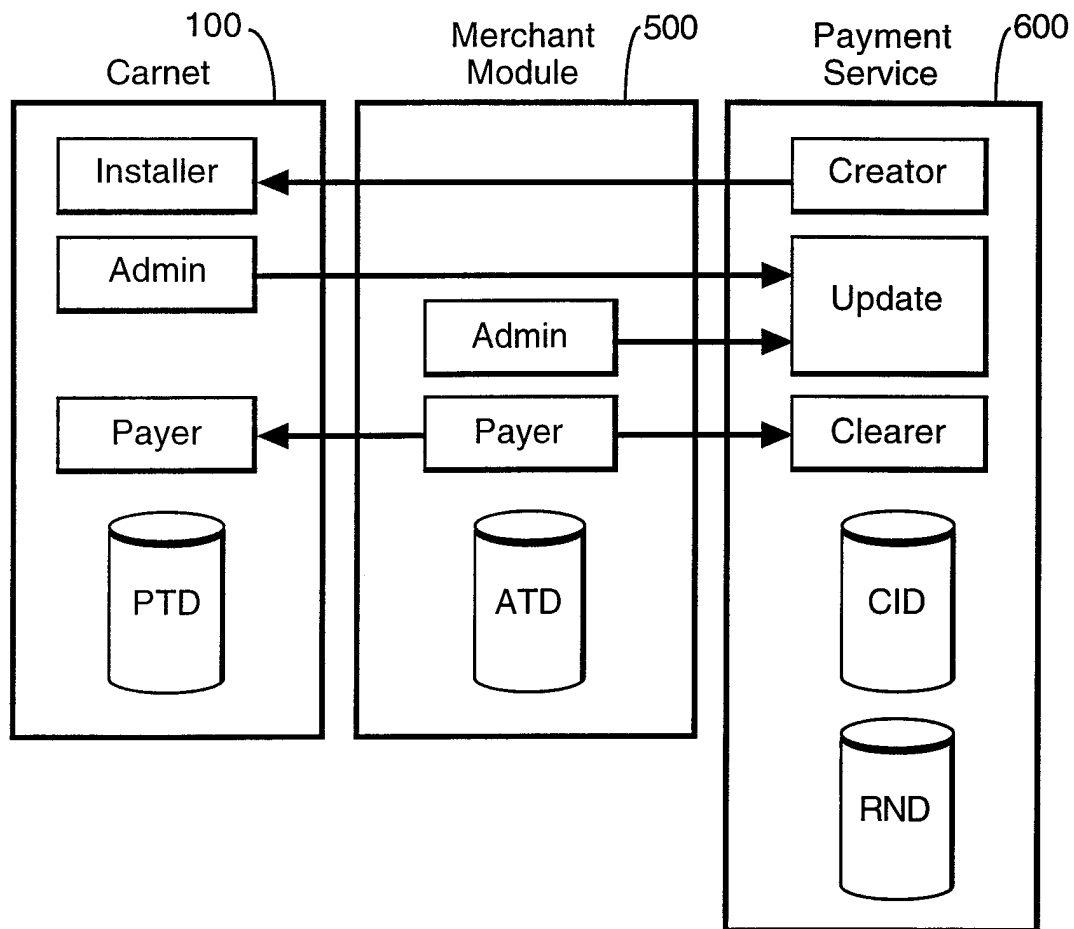 100
Carnet
Merchant
Module
500
Payment
Service
600
Installer
Creator
Admin
Update
Admin
Payer
Payer
Clearer
PTD
ATD
CID
RND